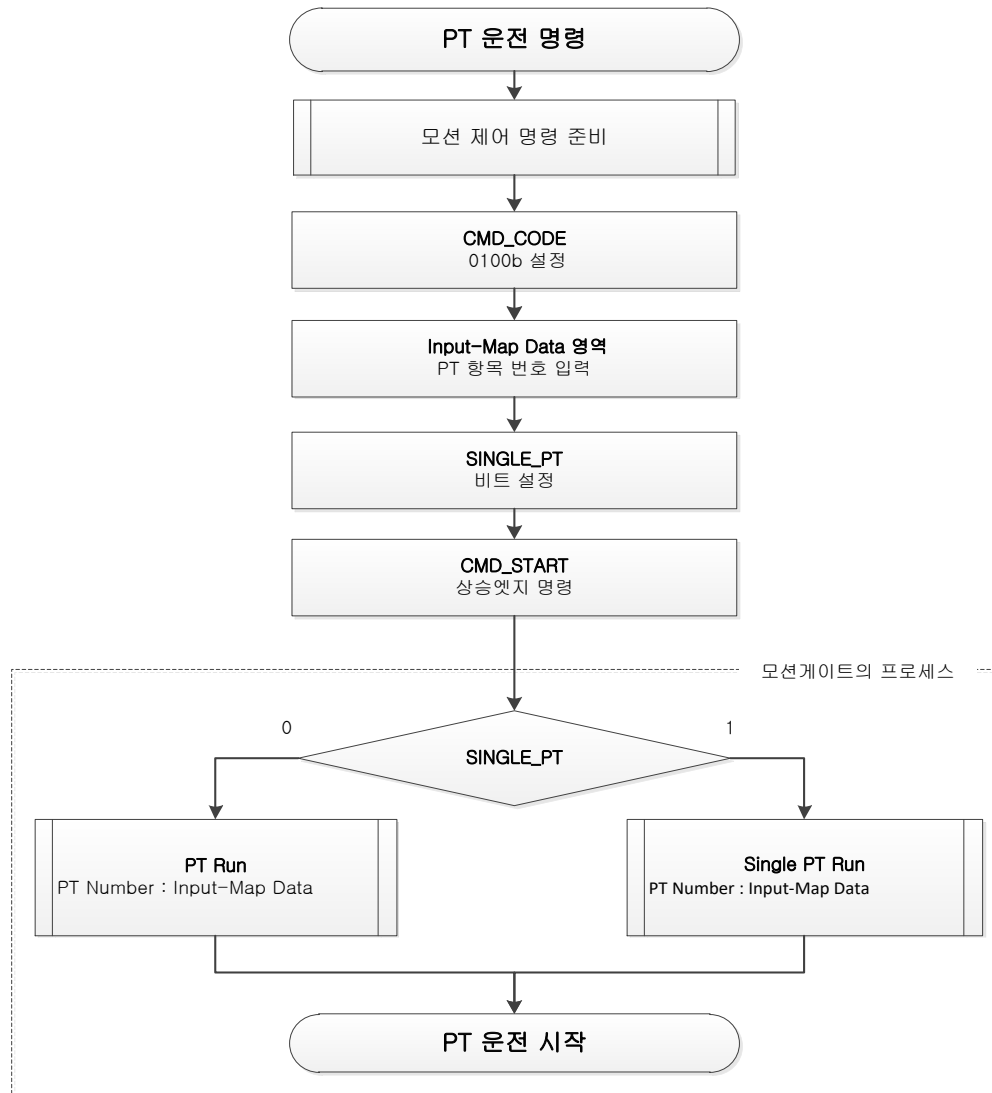 PT 운전 명령
모션 제어 명령 준비
CMD_CODE
0100b 설정
Input-Map Data 영역
PT 항목 번호 입력
SINGLE_PT
비트 설정
CMD_START
상승엣지 명령
모션게이트의 프로세스
0
1
SINGLE_PT
PT Run
PT Number : Input-Map Data
Single PT Run
PT Number : Input-Map Data
PT 운전 시작